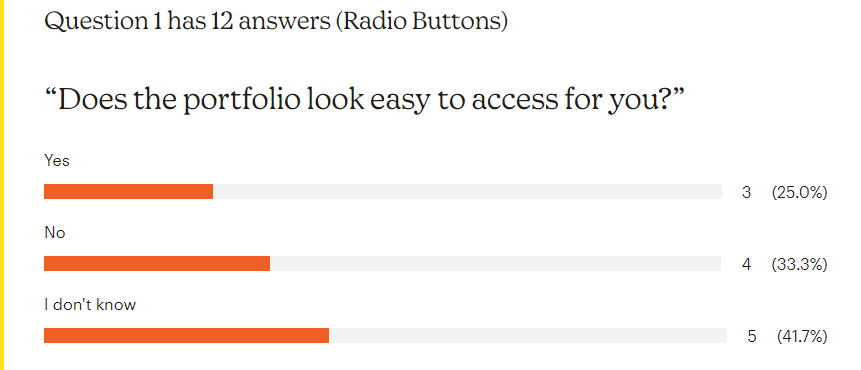 Question 1 has 12 answers (Radio Buttons)
“Does the portfolio look easy to access for you?”
Yes
3 (25.0%)
No
4 (33.3%)
I don't know
5 (41.7%)